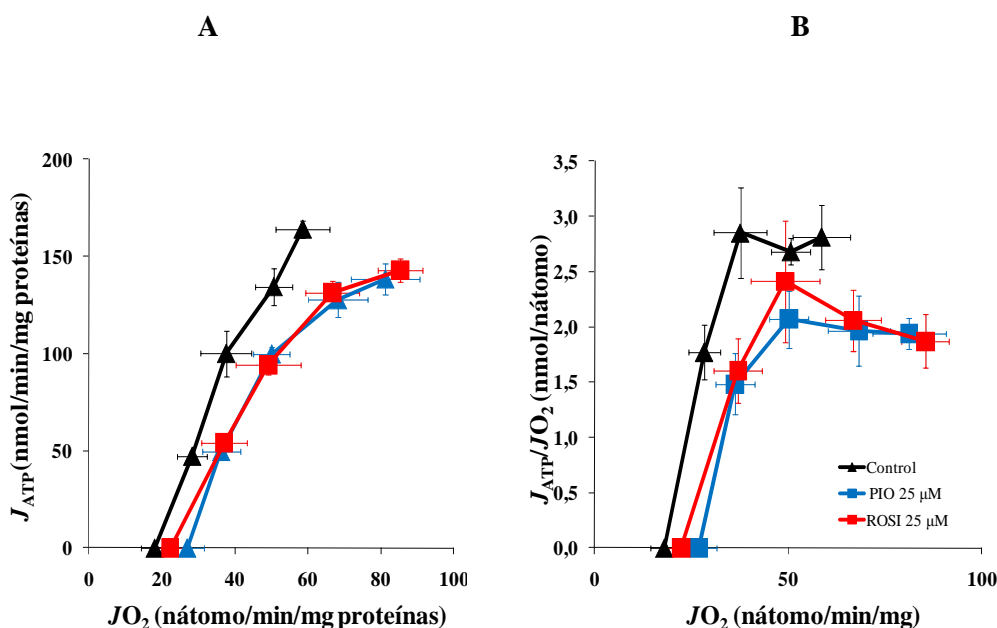 A
B
J_ATP (nmol/min/mg proteínas)
200
150
100
50
0
0 20 40 60 80 100
JO₂ (nátomo/min/mg proteínas)
J_ATP/JO₂ (nmol/nátomo)
3,5
3,0
2,5
2,0
1,5
1,0
0,5
0,0
0 50 100
JO₂ (nátomo/min/mg)
Control
PIO 25 µM
ROSI 25 µM